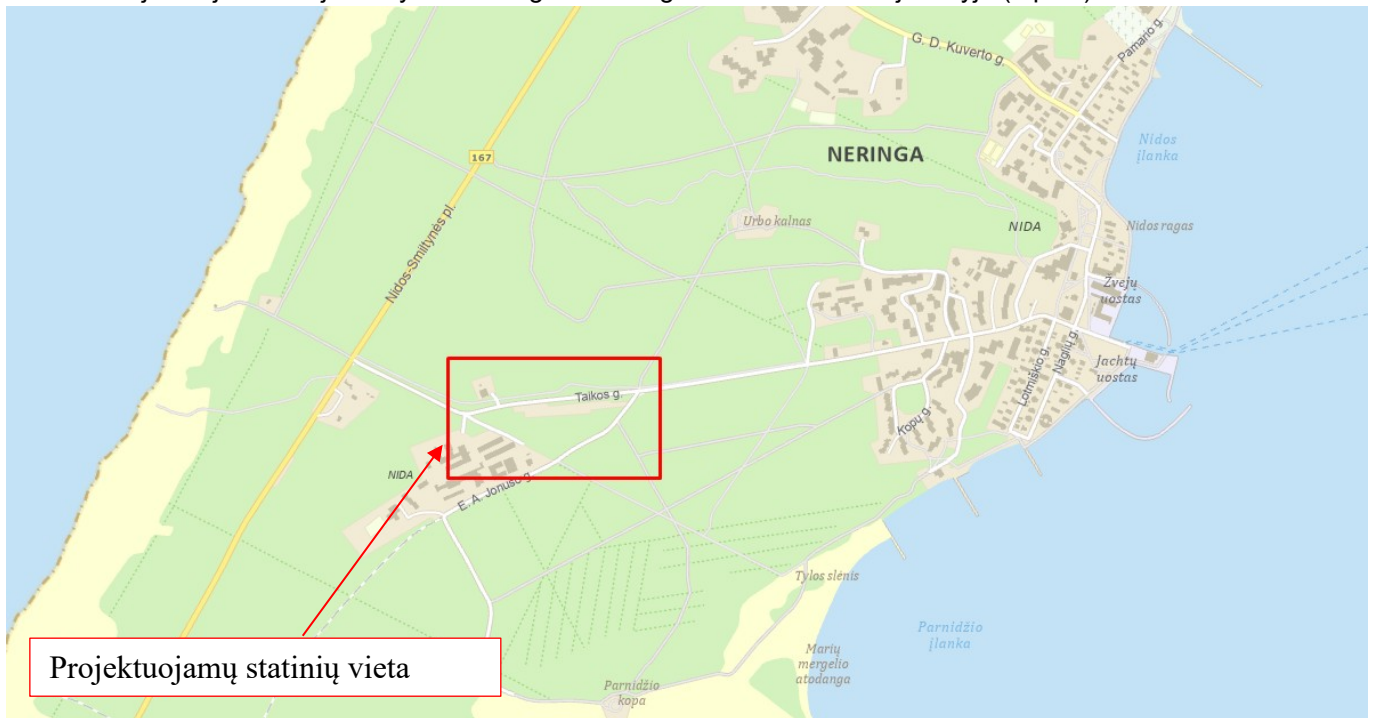 G. D. Kuverto g.
Pamario g.
Nidos
įlanka
NERINGA
167
Urbo kalnas
NIDA
Nidos ragas
Nidos-Smiltynės pl.
Žvejų
uostas
Naglių g.
Lotmiškio g.
Jachtų
uostas
Taikos g.
Kopų g.
NIDA
E. A. Jonušo g.
Tylos slėnis
Parnidžio
įlanka
Marių
mergelio
atodanga
Parnidžio
kopa
Projektuojamų statinių vieta